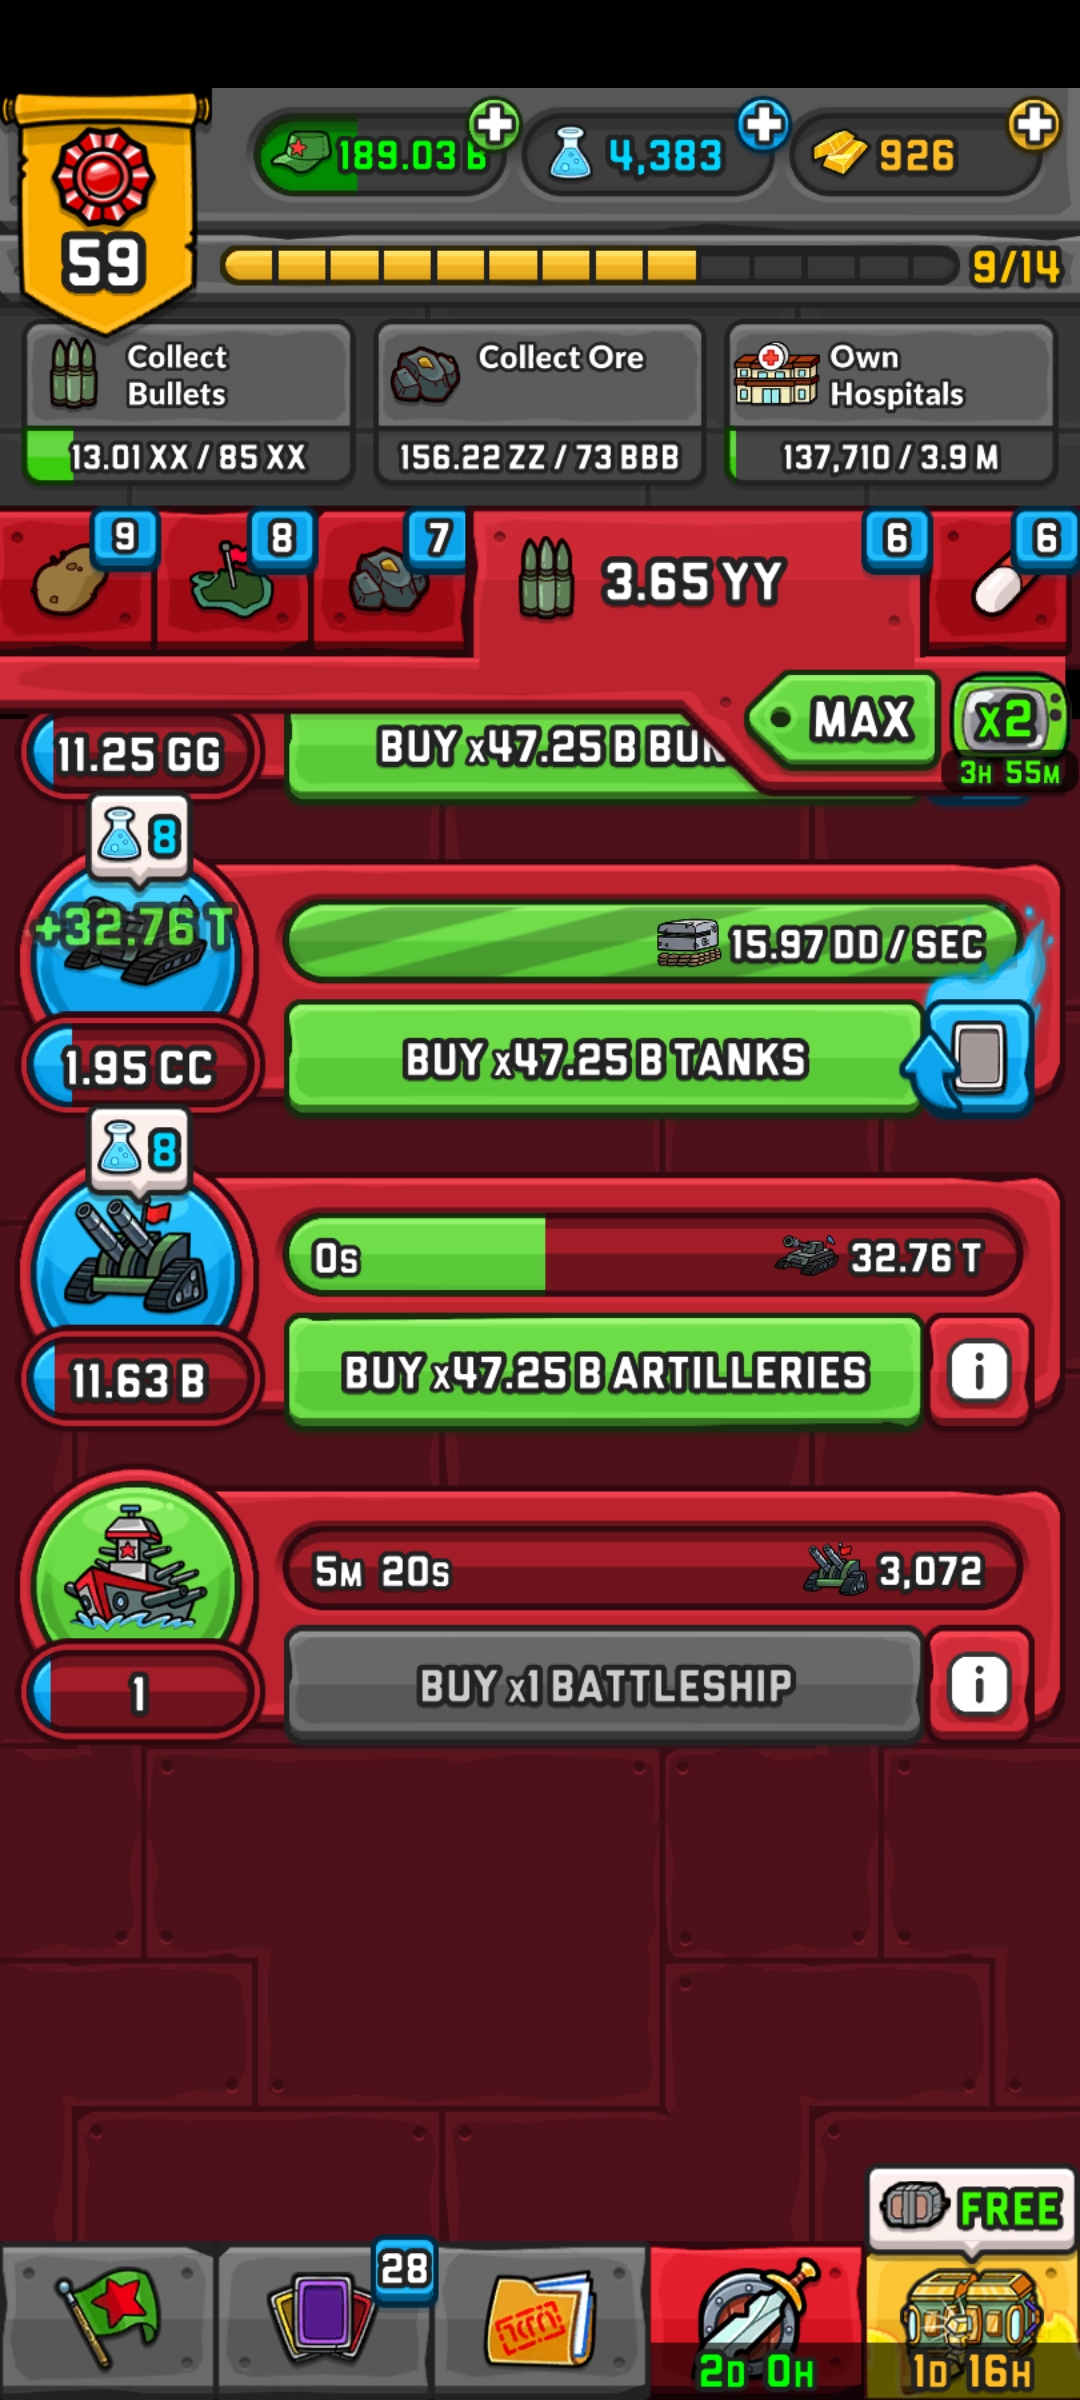 189.03 B
4,383
926
59
9/14
Collect
Bullets
13.01 XX / 85 XX
Collect Ore
156.22 ZZ / 73 BBB
Own
Hospitals
137,710 / 3.9 M
9
8
7
3.65 YY
6
6
MAX
x2
3H 55M
11.25 GG
BUY x47.25 B
8
+32.76 T
15.97 DD / SEC
1.95 CC
BUY x47.25 B TANKS
8
0s
32.76 T
11.63 B
BUY x47.25 B ARTILLERIES
i
5M 20s
3,072
1
BUY x1 BATTLESHIP
i
FREE
28
2D 0H
1D 16H